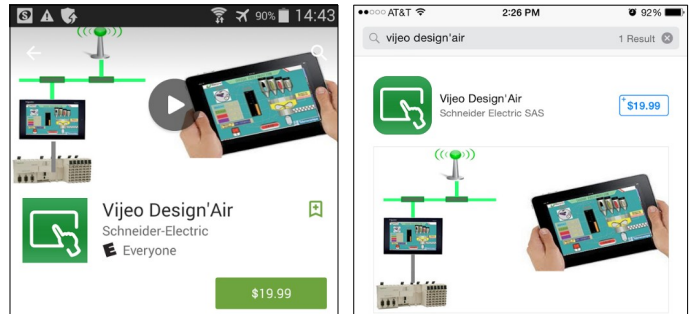 90% 14:43
Vijeo Design'Air
Schneider-Electric
E Everyone
$19.99
AT&T 2:26 PM 92%
vijeo design'air 1 Result
Vijeo Design'Air
Schneider Electric SAS
+ $19.99